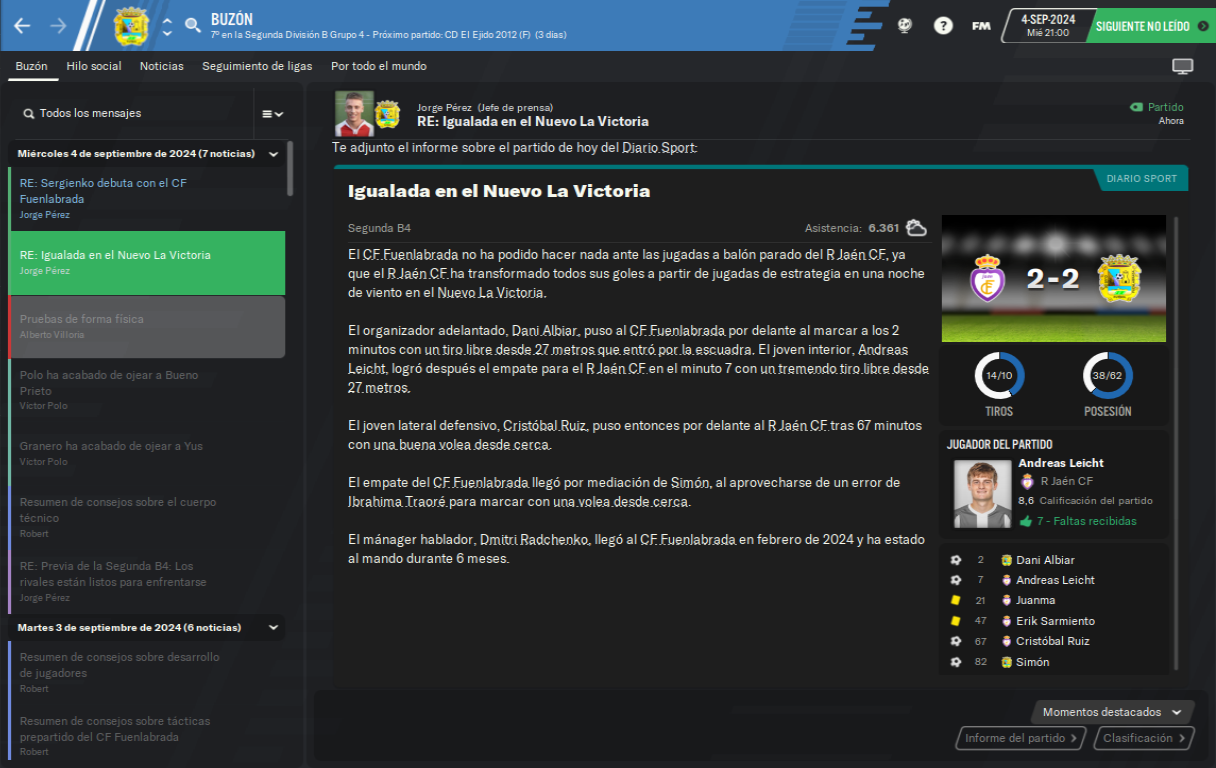 BUZÓN
7º en la Segunda División B Grupo 4 - Próximo partido: CD El Ejido 2012 (F) (3 días)
?
FM
4-SEP-2024
Mié 21:00
SIGUIENTE NO LEÍDO
Buzón
Hilo social
Noticias
Seguimiento de ligas
Por todo el mundo
Todos los mensajes
Miércoles 4 de septiembre de 2024 (7 noticias)
RE: Sergienko debuta con el CF
Fuenlabrada
Jorge Pérez
RE: Igualada en el Nuevo La Victoria
Jorge Pérez
Pruebas de forma física
Alberto Villoria
Polo ha acabado de ojear a Bueno
Prieto
Víctor Polo
Granero ha acabado de ojear a Yus
Víctor Polo
Resumen de consejos sobre el cuerpo
técnico
Robert
RE: Previa de la Segunda B4: Los
rivales están listos para enfrentarse
Jorge Pérez
Martes 3 de septiembre de 2024 (6 noticias)
Resumen de consejos sobre desarrollo
de jugadores
Robert
Resumen de consejos sobre tácticas
prepartido del CF Fuenlabrada
Robert
Jorge Pérez (Jefe de prensa)
RE: Igualada en el Nuevo La Victoria
Partido
Ahora
Te adjunto el informe sobre el partido de hoy del Diario Sport:
DIARIO SPORT
Igualada en el Nuevo La Victoria
Segunda B4
Asistencia: 6.361
El CF Fuenlabrada no ha podido hacer nada ante las jugadas a balón parado del R Jaén CF, ya
que el R Jaén CF ha transformado todos sus goles a partir de jugadas de estrategia en una noche
de viento en el Nuevo La Victoria.
El organizador adelantado, Dani Albiar, puso al CF Fuenlabrada por delante al marcar a los 2
minutos con un tiro libre desde 27 metros que entró por la escuadra. El joven interior, Andreas
Leicht, logró después el empate para el R Jaén CF en el minuto 7 con un tremendo tiro libre desde
27 metros.
El joven lateral defensivo, Cristóbal Ruiz, puso entonces por delante al R Jaén CF tras 67 minutos
con una buena volea desde cerca.
El empate del CF Fuenlabrada llegó por mediación de Simón, al aprovecharse de un error de
Ibrahima Traoré para marcar con una volea desde cerca.
El mánager hablador, Dmitri Radchenko, llegó al CF Fuenlabrada en febrero de 2024 y ha estado
al mando durante 6 meses.
2-2
14/10
TIROS
38/62
POSESIÓN
JUGADOR DEL PARTIDO
Andreas Leicht
R Jaén CF
8,6 Calificación del partido
7 - Faltas recibidas
2 Dani Albiar
7 Andreas Leicht
21 Juanma
47 Erik Sarmiento
67 Cristóbal Ruiz
82 Simón
Momentos destacados
Informe del partido
Clasificación